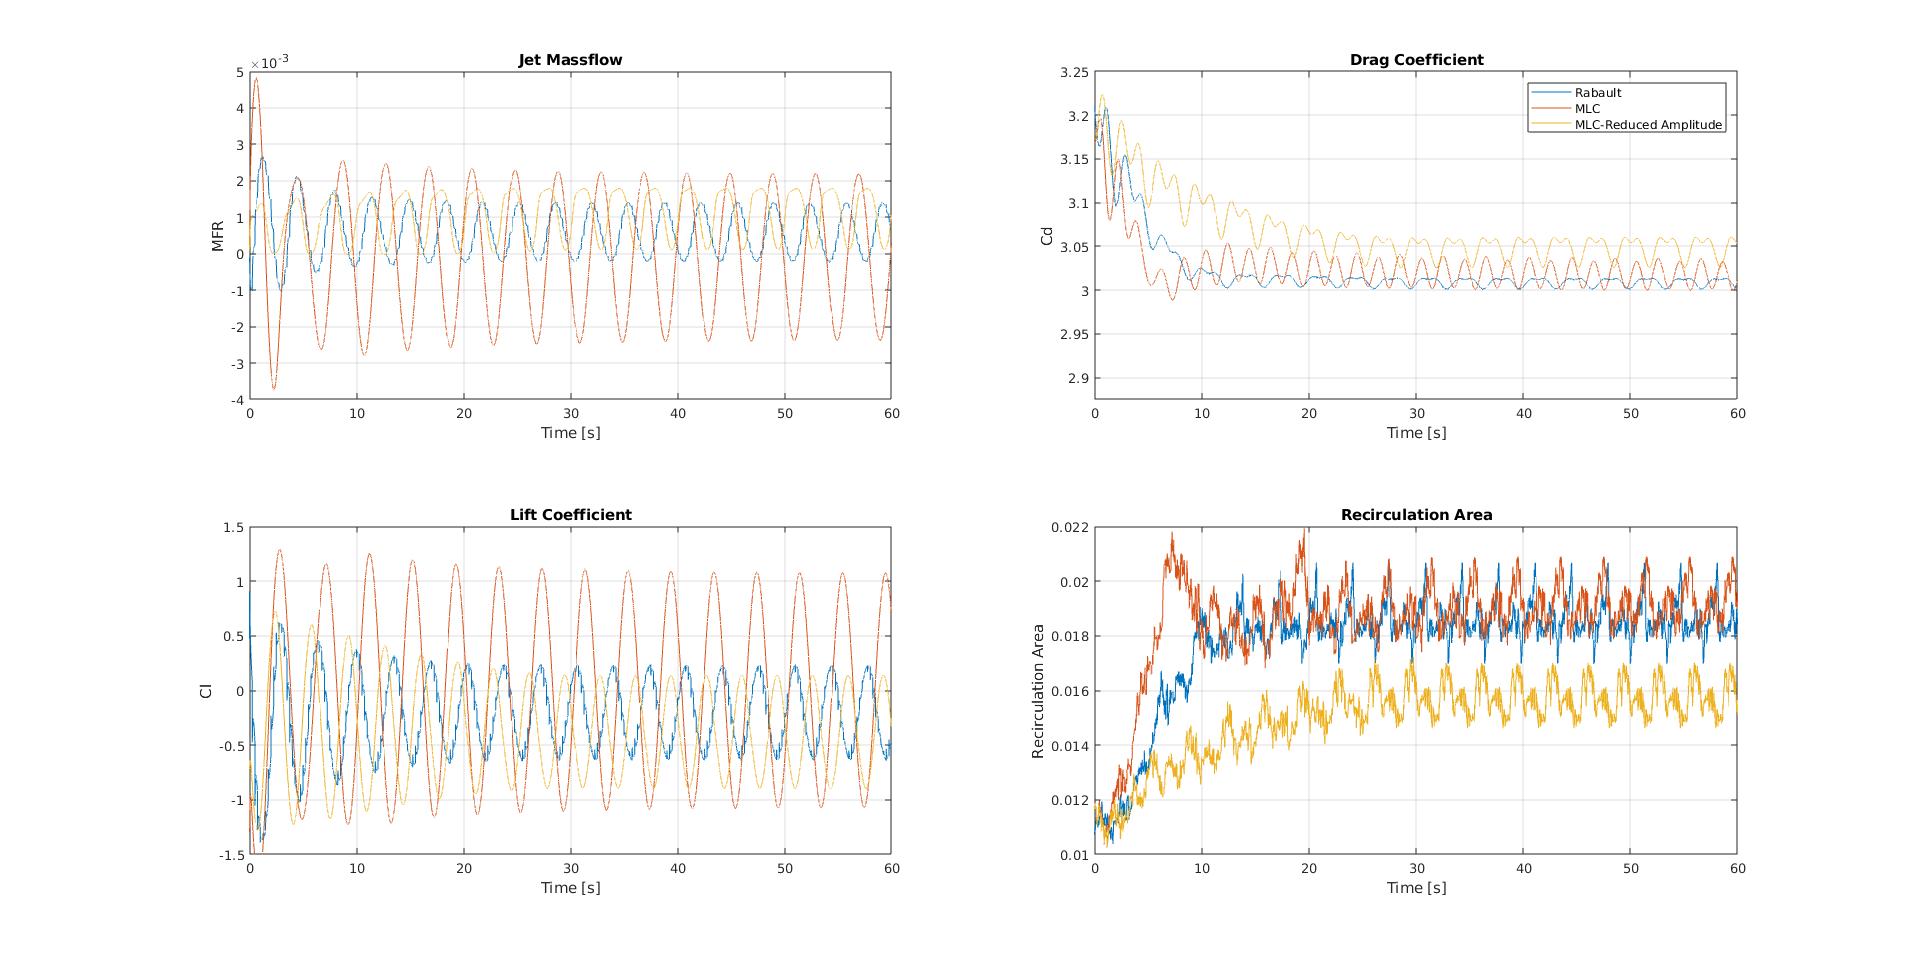 Jet Massflow
×10-3
5
4
3
2
1
0
-1
-2
-3
-4
MFR
0 10 20 30 40 50 60
Time [s]
Drag Coefficient
3.25
3.2
3.15
3.1
3.05
3
2.95
2.9
Cd
Rabault
MLC
MLC-Reduced Amplitude
0 10 20 30 40 50 60
Time [s]
Lift Coefficient
1.5
1
0.5
0
-0.5
-1
-1.5
Cl
0 10 20 30 40 50 60
Time [s]
Recirculation Area
0.022
0.02
0.018
0.016
0.014
0.012
0.01
Recirculation Area
0 10 20 30 40 50 60
Time [s]